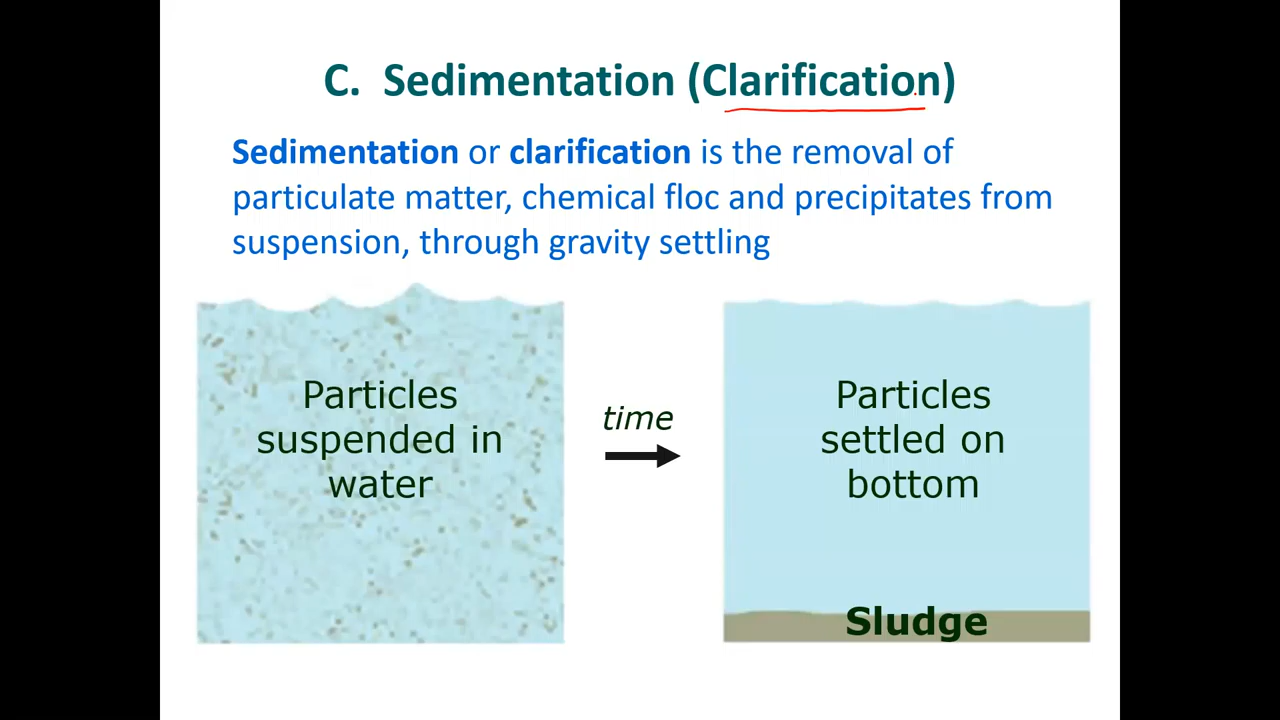 C. Sedimentation (Clarification)
Sedimentation or clarification is the removal of
particulate matter, chemical floc and precipitates from
suspension, through gravity settling
Particles
suspended in
water
time
Particles
settled on
bottom
Sludge